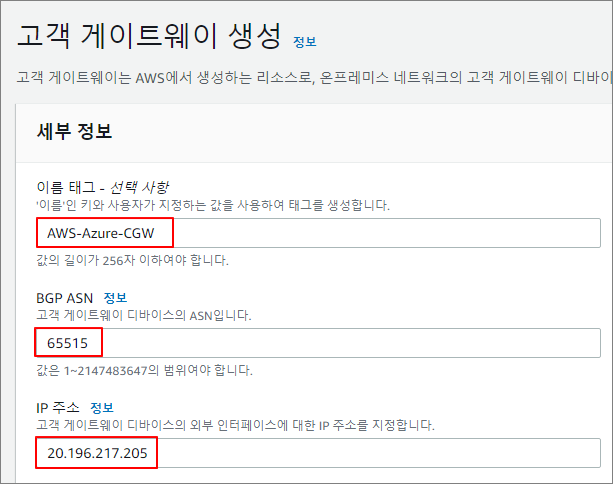 고객 게이트웨이 생성 정보
고객 게이트웨이는 AWS에서 생성하는 리소스로, 온프레미스 네트워크의 고객 게이트웨이 디바이
세부 정보
이름 태그 - 선택 사항
'이름'인 키와 사용자가 지정하는 값을 사용하여 태그를 생성합니다.
AWS-Azure-CGW
값의 길이가 256자 이하여야 합니다.
BGP ASN 정보
고객 게이트웨이 디바이스의 ASN입니다.
65515
값은 1~2147483647의 범위여야 합니다.
IP 주소 정보
고객 게이트웨이 디바이스의 외부 인터페이스에 대한 IP 주소를 지정합니다.
20.196.217.205